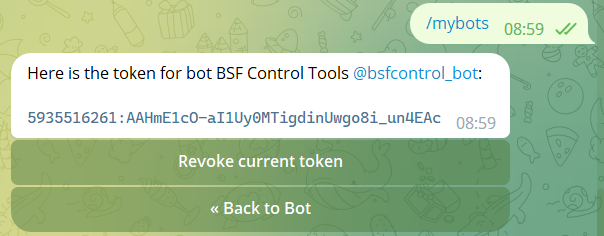 /mybots 08:59
Here is the token for bot BSF Control Tools @bsfcontrol_bot:
5935516261:AAHmE1cO-aI1Uy0MTigdinUwgo8i_un4EAc 08:59
Revoke current token
« Back to Bot